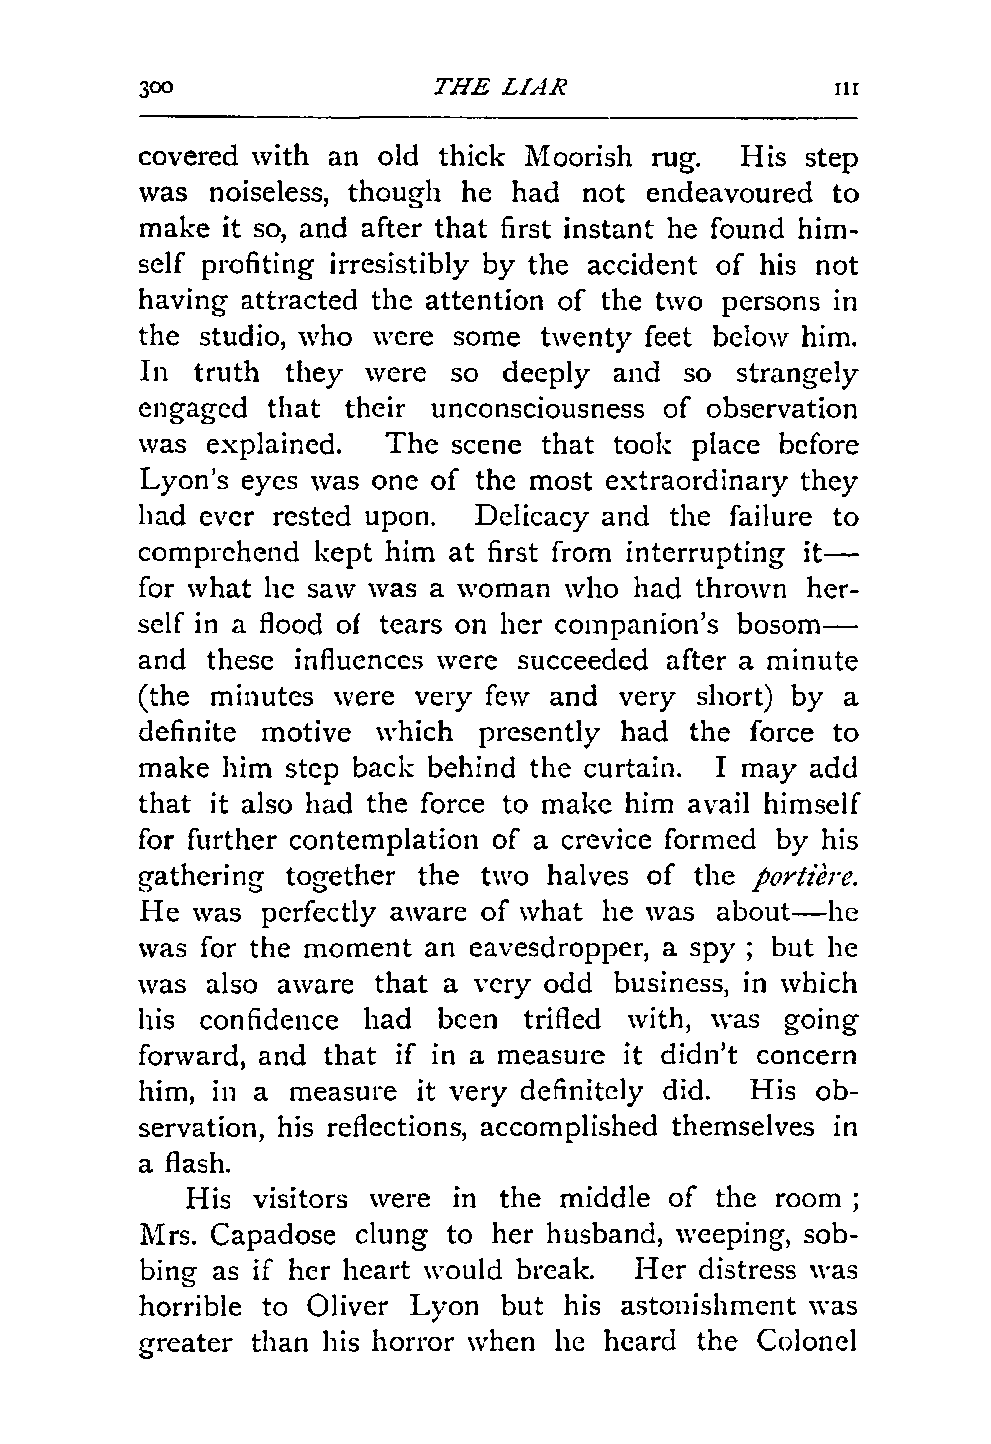 300 THE LIAR III
covered with an old thick Moorish rug. His step
was noiseless, though he had not endeavoured to
make it so, and after that first instant he found him-
self profiting irresistibly by the accident of his not
having attracted the attention of the two persons in
the studio, who were some twenty feet below him.
In truth they were so deeply and so strangely
engaged that their unconsciousness of observation
was explained. The scene that took place before
Lyon's eyes was one of the most extraordinary they
had ever rested upon. Delicacy and the failure to
comprehend kept him at first from interrupting it—
for what he saw was a woman who had thrown her-
self in a flood of tears on her companion's bosom—
and these influences were succeeded after a minute
(the minutes were very few and very short) by a
definite motive which presently had the force to
make him step back behind the curtain. I may add
that it also had the force to make him avail himself
for further contemplation of a crevice formed by his
gathering together the two halves of the portière.
He was perfectly aware of what he was about—he
was for the moment an eavesdropper, a spy ; but he
was also aware that a very odd business, in which
his confidence had been trifled with, was going
forward, and that if in a measure it didn't concern
him, in a measure it very definitely did. His ob-
servation, his reflections, accomplished themselves in
a flash.
His visitors were in the middle of the room ;
Mrs. Capadose clung to her husband, weeping, sob-
bing as if her heart would break. Her distress was
horrible to Oliver Lyon but his astonishment was
greater than his horror when he heard the Colonel